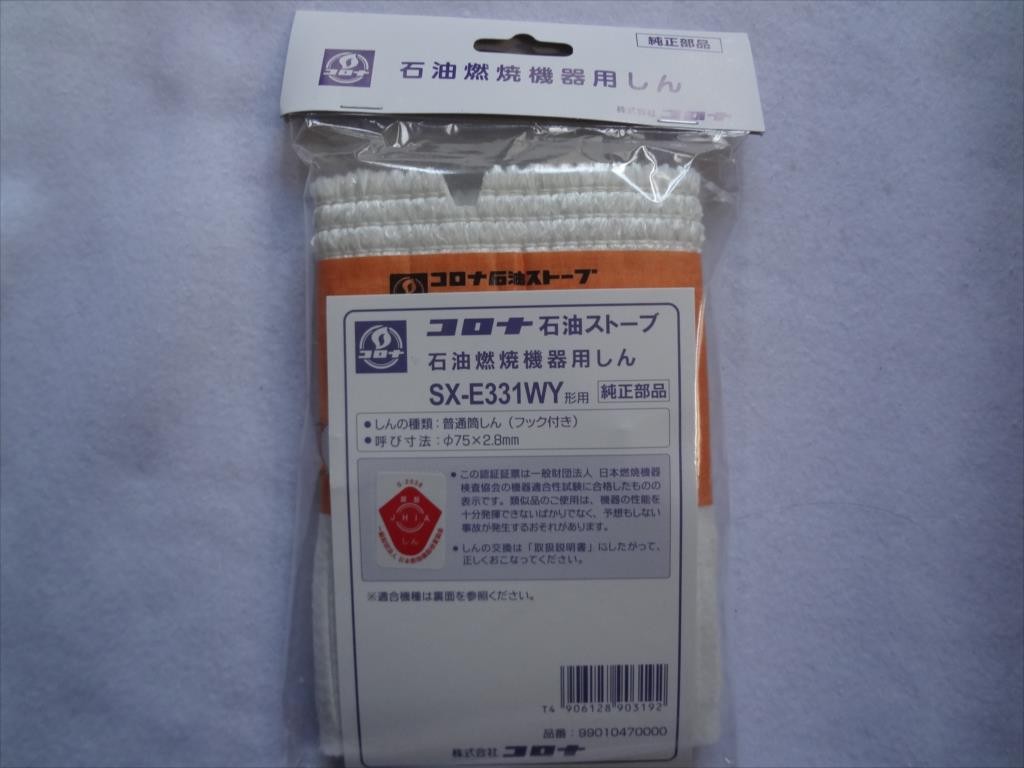 純正部品
コロナ
石油燃焼機器用しん
株式会社 コロナ
コロナ石油ストーブ
コロナ
コロナ 石油ストーブ
石油燃焼機器用しん
SX-E331WY形用 純正部品
●しんの種類：普通筒しん（フック付き）
●呼び寸法：φ75×2.8mm
●この認証証票は一般財団法人 日本燃焼機器
検査協会の機器適合性試験に合格したものの
表示です。類似品のご使用は、機器の性能を
十分発揮できないばかりでなく、予想もしない
事故が発生するおそれがあります。
●しんの交換は「取扱説明書」にしたがって、
正しくおこなってください。
JHIA
しん
※適合機種は裏面を参照ください。
T4 906128 903192
品番：99010470000
株式会社 コロナ